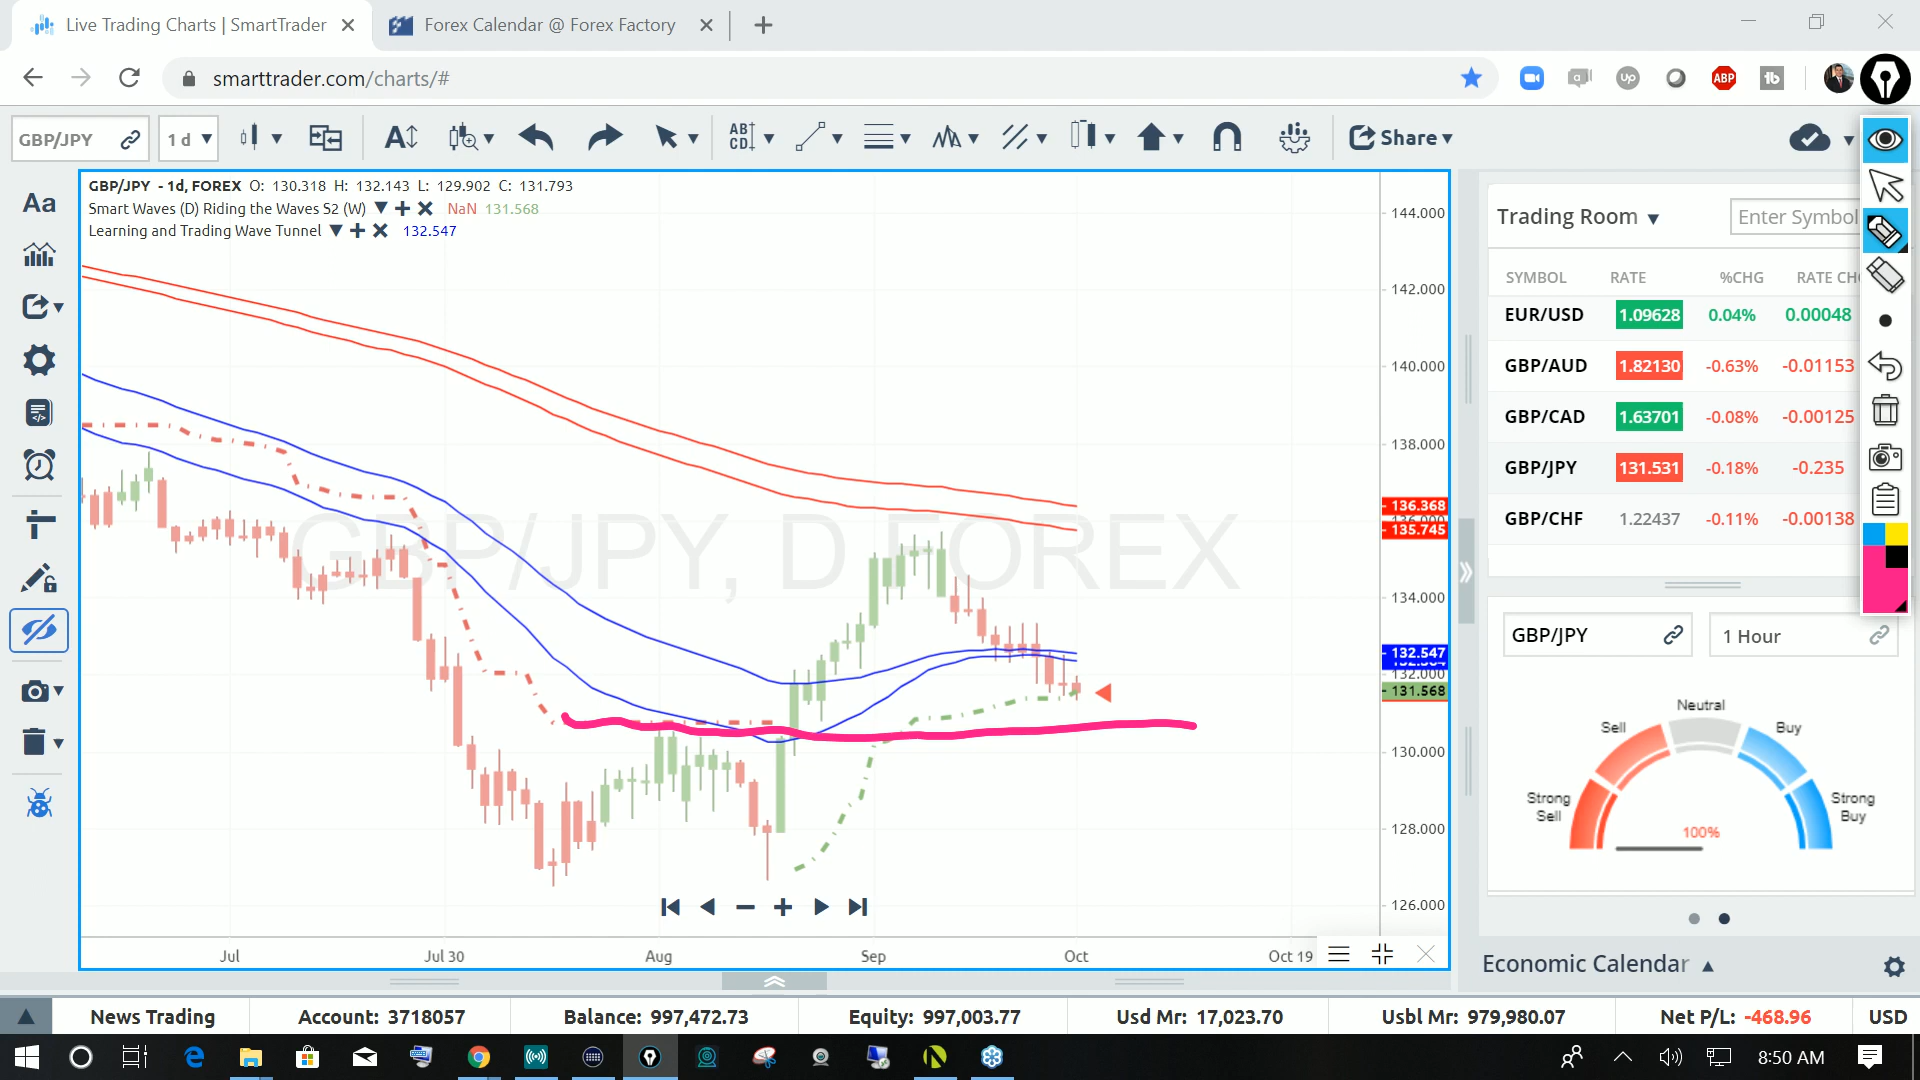 Live Trading Charts | SmartTrader
Forex Calendar @ Forex Factory
smarttrader.com/charts/#
ABP
GBP/JPY
1 d
AB
CD
Share
GBP/JPY - 1d, FOREX O: 130.318 H: 132.143 L: 129.902 C: 131.793
Smart Waves (D) Riding the Waves S2 (W) NaN 131.568
Learning and Trading Wave Tunnel 132.547
Aa
GBP/JPY, D FOREX
144.000
142.000
140.000
138.000
136.368
135.745
134.000
132.547
132.000
131.568
130.000
128.000
126.000
Jul
Jul 30
Aug
Sep
Oct
Oct 19
Trading Room
Enter Symbol
SYMBOL RATE %CHG RATE CH
EUR/USD 1.09628 0.04% 0.00048
GBP/AUD 1.82130 -0.63% -0.01153
GBP/CAD 1.63701 -0.08% -0.00125
GBP/JPY 131.531 -0.18% -0.235
GBP/CHF 1.22437 -0.11% -0.00138
GBP/JPY
1 Hour
Neutral
Sell
Buy
Strong
Sell
Strong
Buy
100%
Economic Calendar
News Trading
Account: 3718057
Balance: 997,472.73
Equity: 997,003.77
Usd Mr: 17,023.70
Usbl Mr: 979,980.07
Net P/L: -468.96
USD
8:50 AM